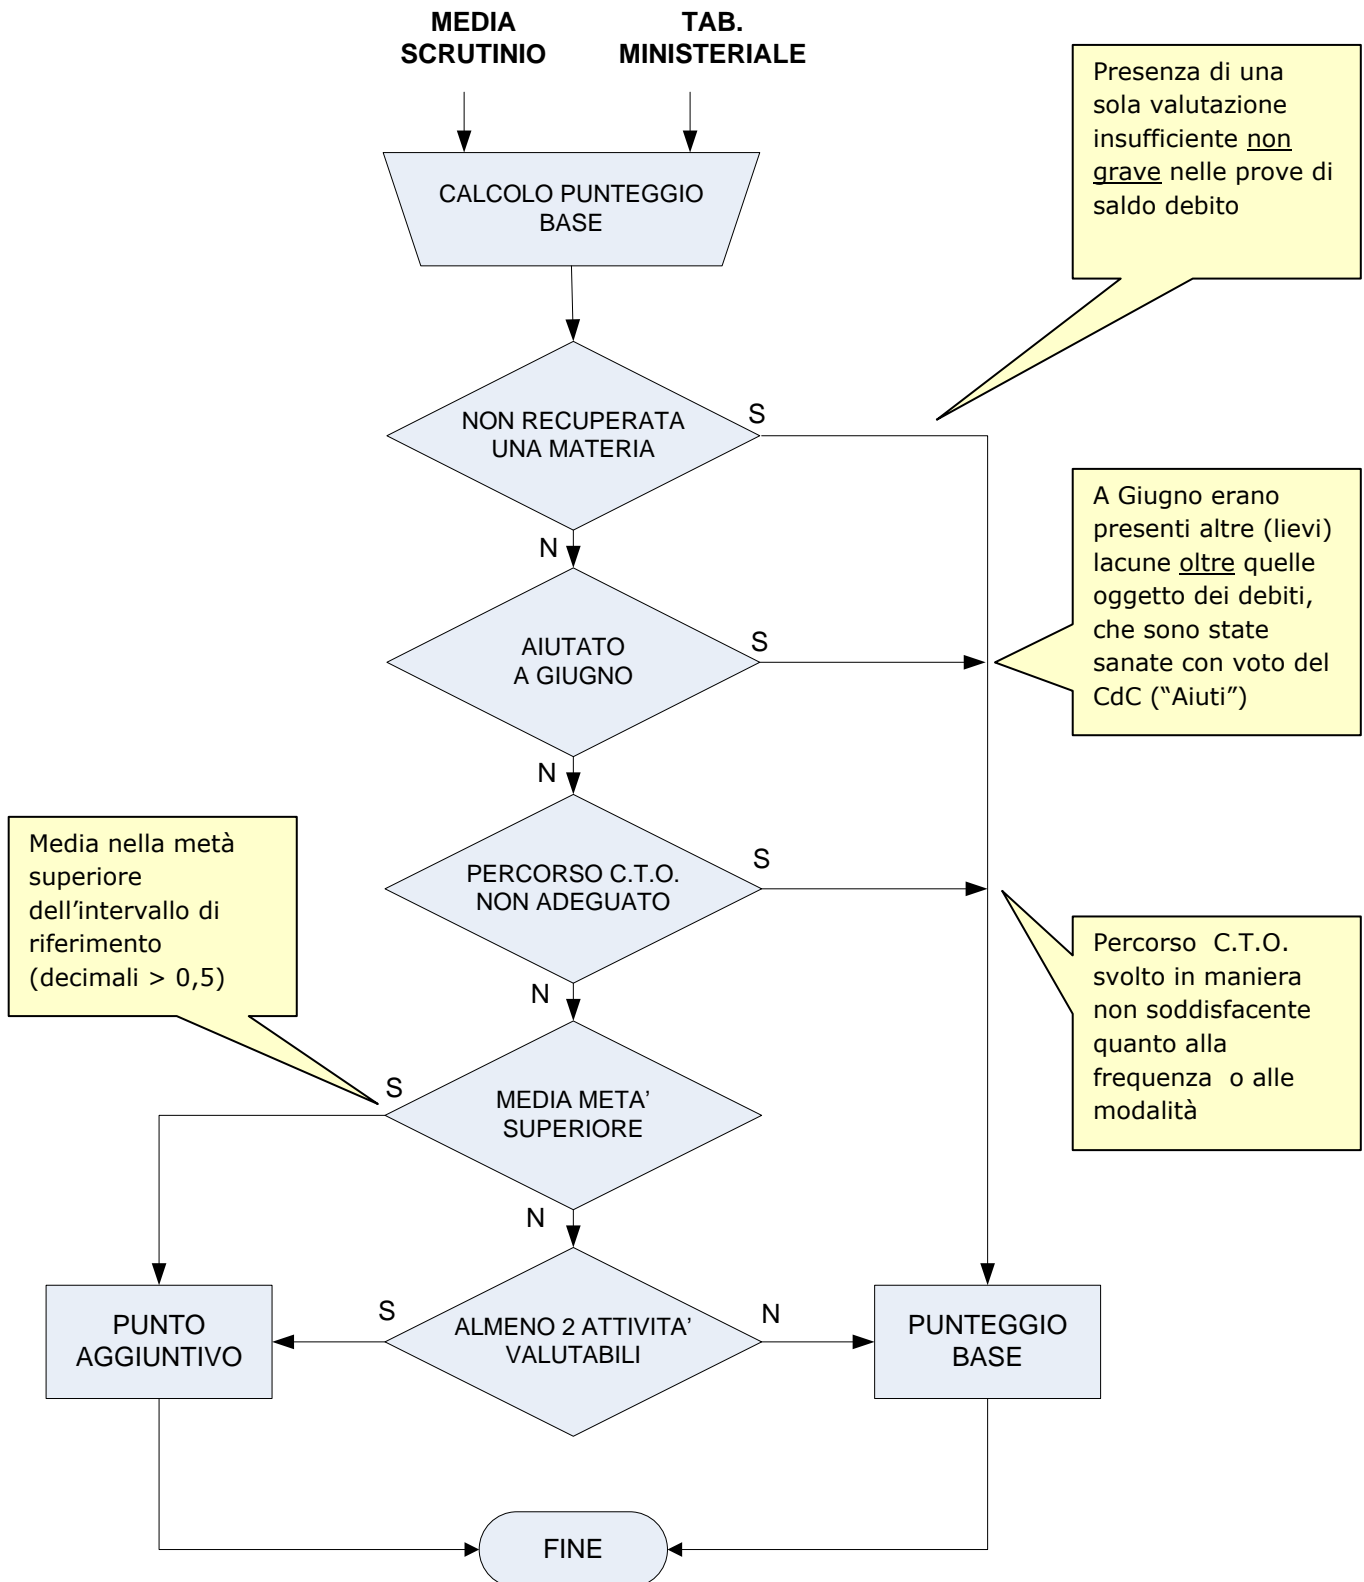 MEDIA
SCRUTINIO
TAB.
MINISTERIALE
CALCOLO PUNTEGGIO
BASE
Presenza di una
sola valutazione
insufficiente non
grave nelle prove di
saldo debito
NON RECUPERATA
UNA MATERIA
S
N
A Giugno erano
presenti altre (lievi)
lacune oltre quelle
oggetto dei debiti,
che sono state
sanate con voto del
CdC (“Aiuti”)
AIUTATO
A GIUGNO
S
N
PERCORSO C.T.O.
NON ADEGUATO
S
N
Media nella metà
superiore
dell’intervallo di
riferimento
(decimali > 0,5)
Percorso C.T.O.
svolto in maniera
non soddisfacente
quanto alla
frequenza o alle
modalità
MEDIA META’
SUPERIORE
S
N
ALMENO 2 ATTIVITA’
VALUTABILI
S
N
PUNTO
AGGIUNTIVO
PUNTEGGIO
BASE
FINE